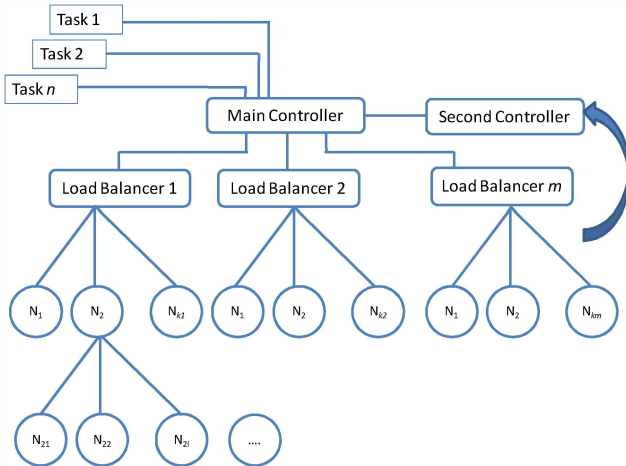 Task 1
Task 2
Task n
Main Controller
Second Controller
Load Balancer 1
Load Balancer 2
Load Balancer m
N1
N2
Nk1
N1
N2
Nk2
N1
N2
Nkm
N21
N22
N2l
....